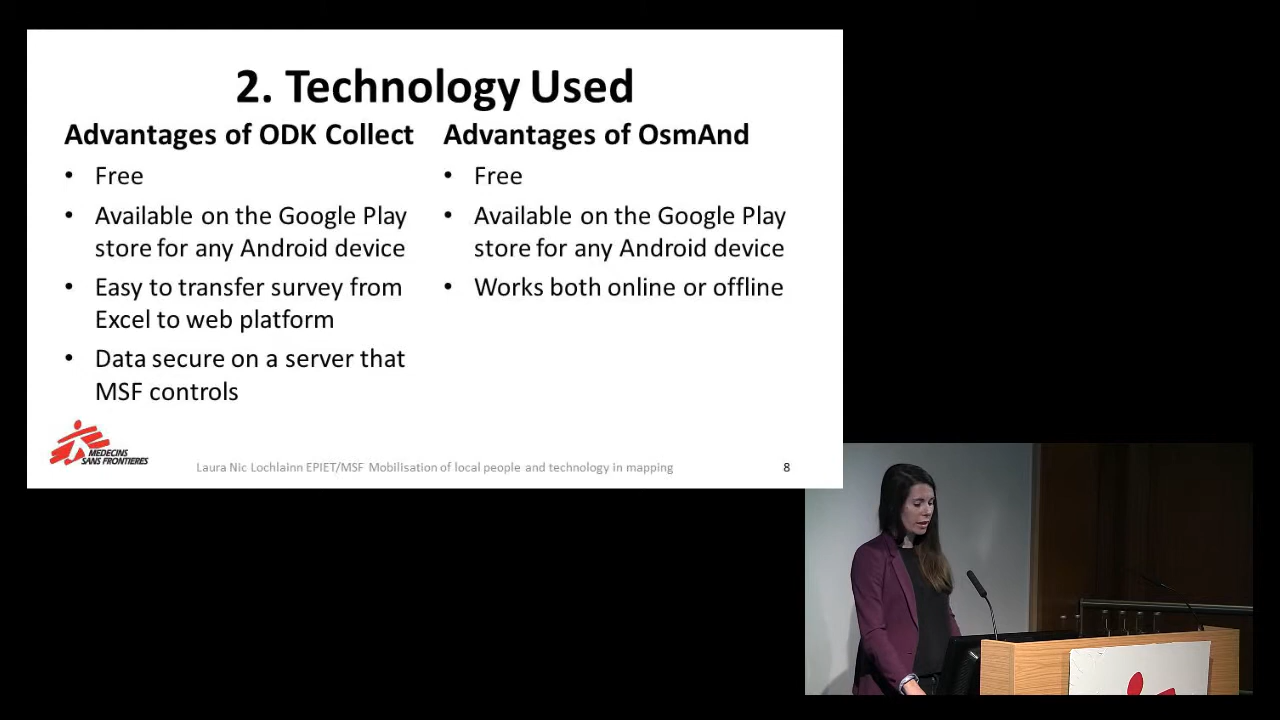 2. Technology Used
Advantages of ODK Collect
• Free
• Available on the Google Play
store for any Android device
• Easy to transfer survey from
Excel to web platform
• Data secure on a server that
MSF controls
Advantages of OsmAnd
• Free
• Available on the Google Play
store for any Android device
• Works both online or offline
MEDECINS
SANS FRONTIERES
Laura Nic Lochlainn EPIET/MSF Mobilisation of local people and technology in mapping
8